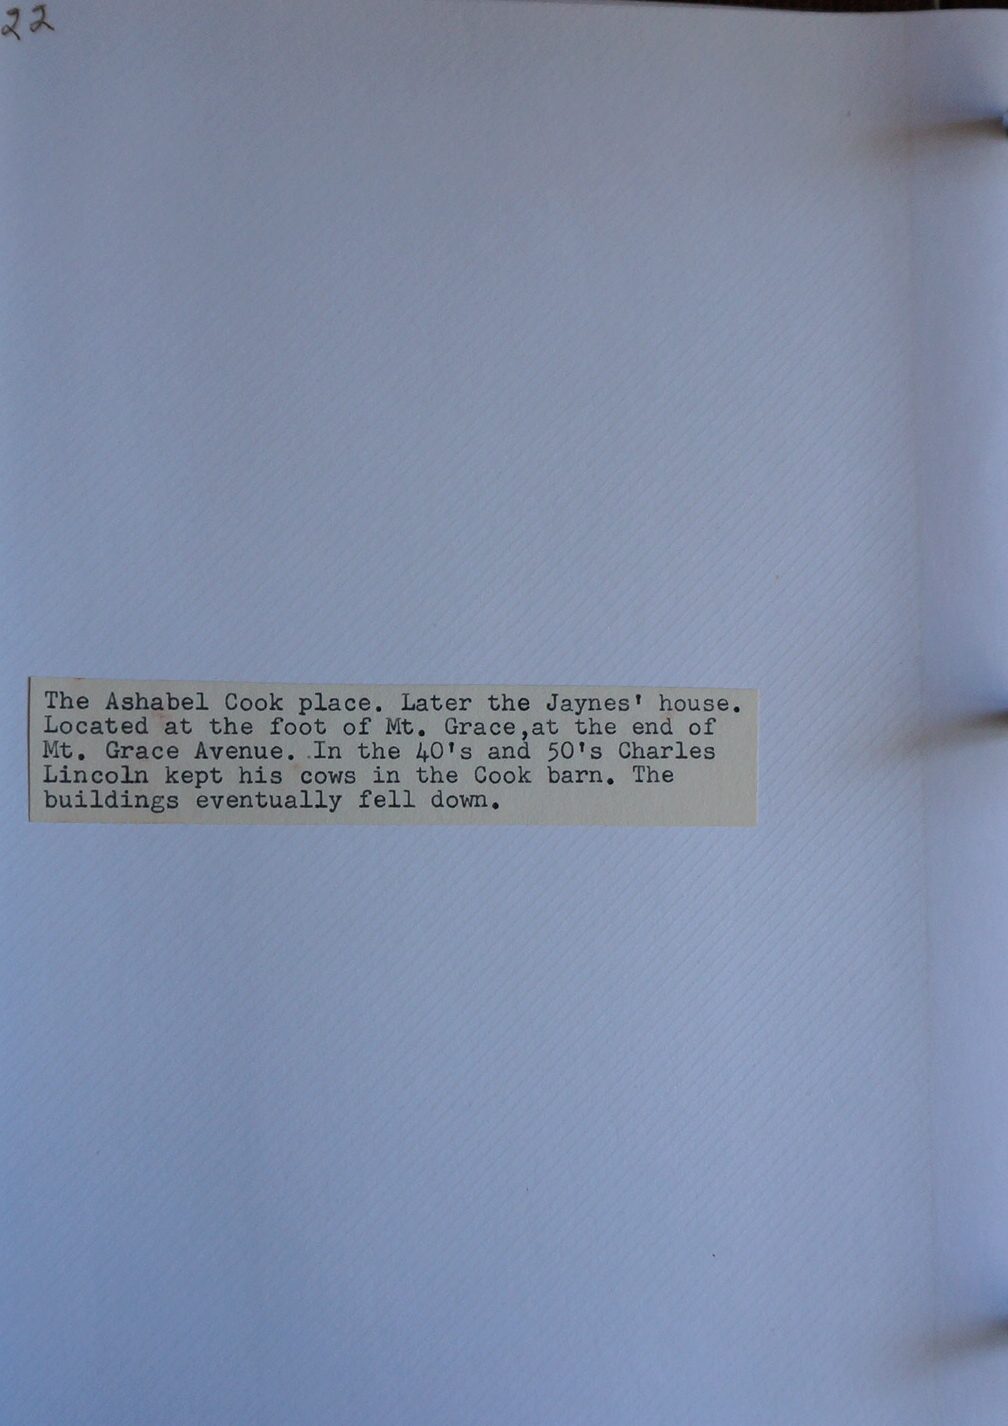 22
The Ashabel Cook place. Later the Jaynes' house.
Located at the foot of Mt. Grace,at the end of
Mt. Grace Avenue. In the 40's and 50's Charles
Lincoln kept his cows in the Cook barn. The
buildings eventually fell down.